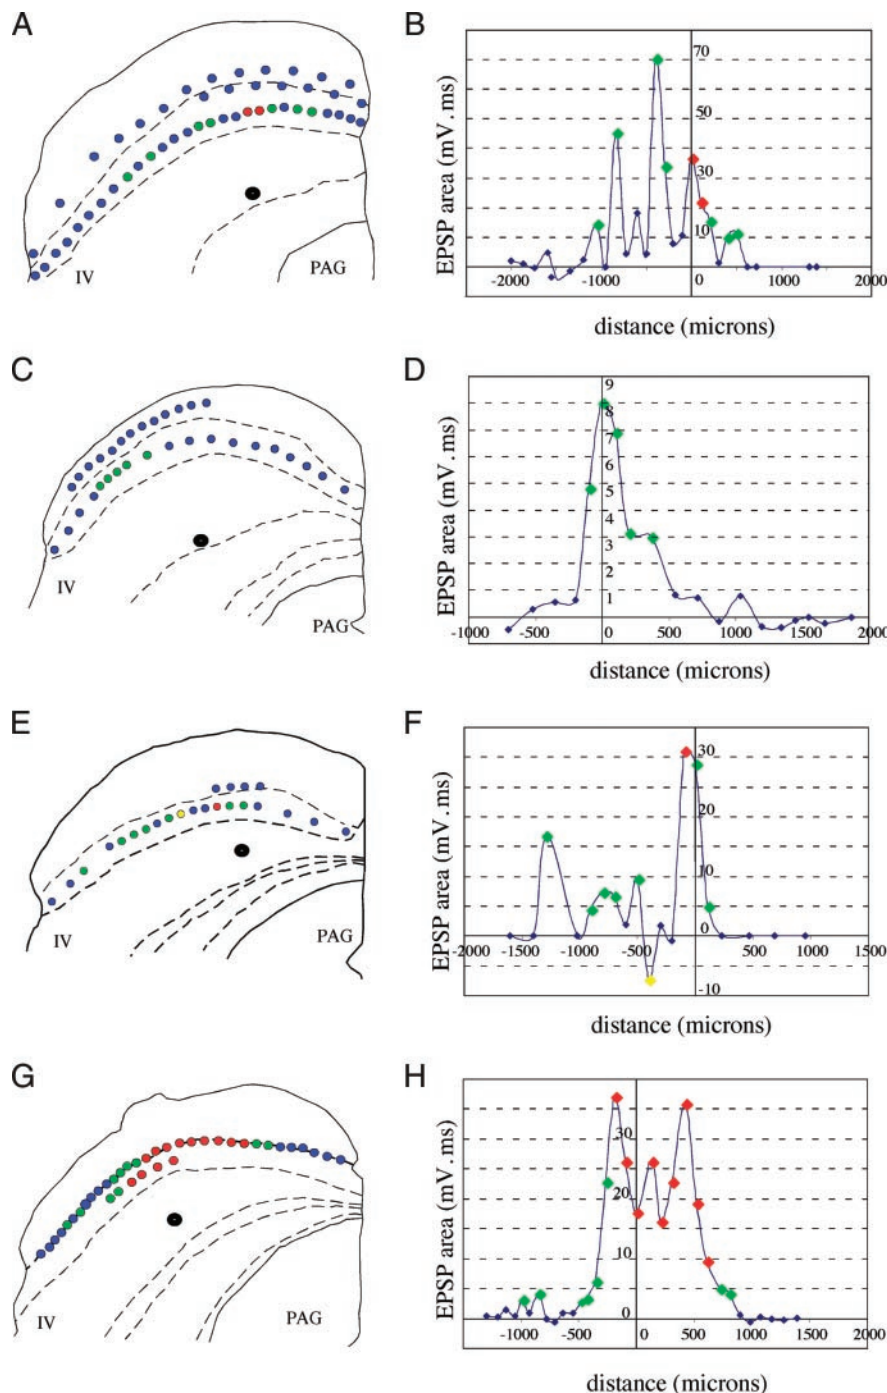 A
IV
PAG
B
EPSP area (mV. ms)
70
50
30
10
-2000 -1000 0 1000 2000
distance (microns)
C
IV
PAG
D
EPSP area (mV. ms)
9
8
7
6
5
4
3
2
1
-1000 -500 0 500 1000 1500 2000
distance (microns)
E
IV
PAG
F
EPSP area (mV. ms)
30
20
10
0
-10
-2000 -1500 -1000 -500 0 500 1000 1500
distance (microns)
G
IV
PAG
H
EPSP area (mV. ms)
30
20
10
0
-1000 -500 0 500 1000 1500 2000
distance (microns)